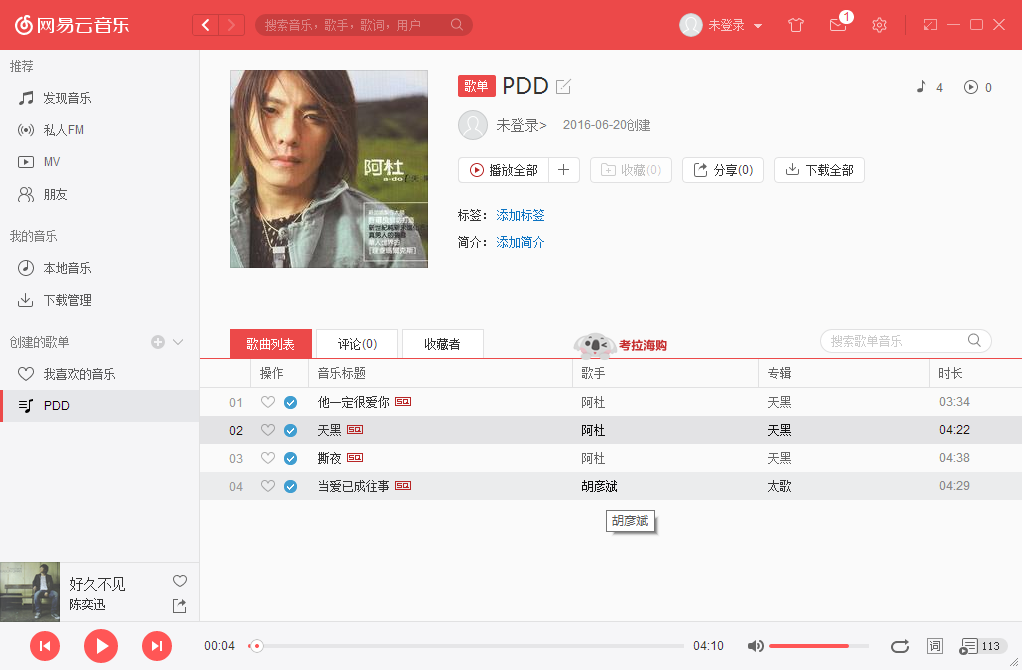 网易云音乐
搜索音乐，歌手，歌词，用户
未登录
1
推荐
发现音乐
私人FM
MV
朋友
我的音乐
本地音乐
下载管理
创建的歌单
我喜欢的音乐
PDD
阿杜
a-do
天黑
歌单 PDD
4 0
未登录> 2016-06-20创建
播放全部 + 收藏(0) 分享(0) 下载全部
标签： 添加标签
简介： 添加简介
歌曲列表 评论(0) 收藏者
考拉海购
搜索歌单音乐
操作 音乐标题 歌手 专辑 时长
01 他一定很爱你 SQ 阿杜 天黑 03:34
02 天黑 SQ 阿杜 天黑 04:22
03 撕夜 SQ 阿杜 天黑 04:38
04 当爱已成往事 SQ 胡彦斌 太歌 04:29
胡彦斌
好久不见
陈奕迅
00:04 04:10
词 113